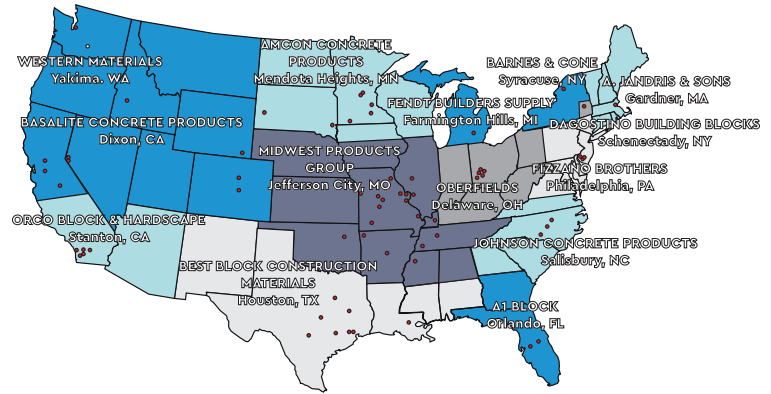 AMCON CONCRETE
PRODUCTS
Mendota Heights, MN
BARNES & CONE
Syracuse, NY
WESTERN MATERIALS
Yakima. WA
A. JANDRIS & SONS
Gardner, MA
FENDT BUILDERS SUPPLY
Farmington Hills, MI
BASALITE CONCRETE PRODUCTS
Dixon, CA
DAGOSTINO BUILDING BLOCKS
Schenectady, NY
MIDWEST PRODUCTS
GROUP
Jefferson City, MO
FIZZANO BROTHERS
Philadelphia, PA
OBERFIELDS
Delaware, OH
ORCO BLOCK & HARDSCAPE
Stanton, CA
JOHNSON CONCRETE PRODUCTS
Salisbury, NC
BEST BLOCK CONSTRUCTION
MATERIALS
Houston, TX
A1 BLOCK
Orlando, FL